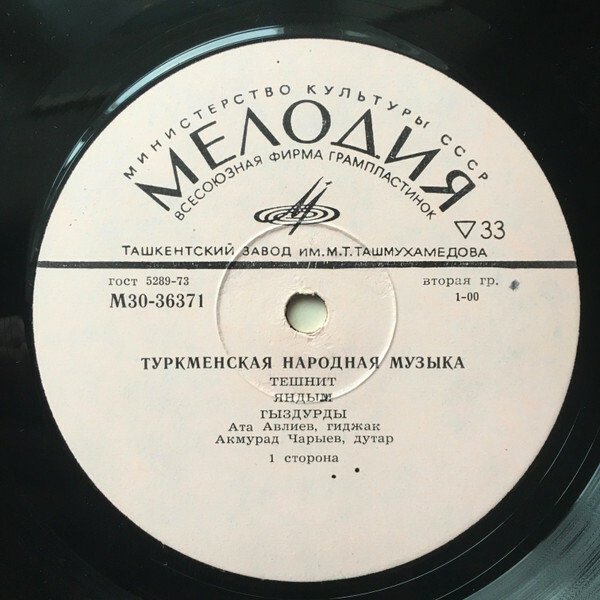 МИНИСТЕРСТВО КУЛЬТУРЫ СССР
МЕЛОДИЯ
ВСЕСОЮЗНАЯ ФИРМА ГРАМПЛАСТИНОК
▽33
ТАШКЕНТСКИЙ ЗАВОД ИМ. М.Т. ТАШМУХАМЕДОВА
гост 5289-73
вторая гр.
М30-36371
1-00
ТУРКМЕНСКАЯ НАРОДНАЯ МУЗЫКА
ТЕШНИТ
ЯНДЫМ
ГЫЗДУРДЫ
Ата Авлиев, гиджак
Акмурад Чарыев, дутар
1 сторона